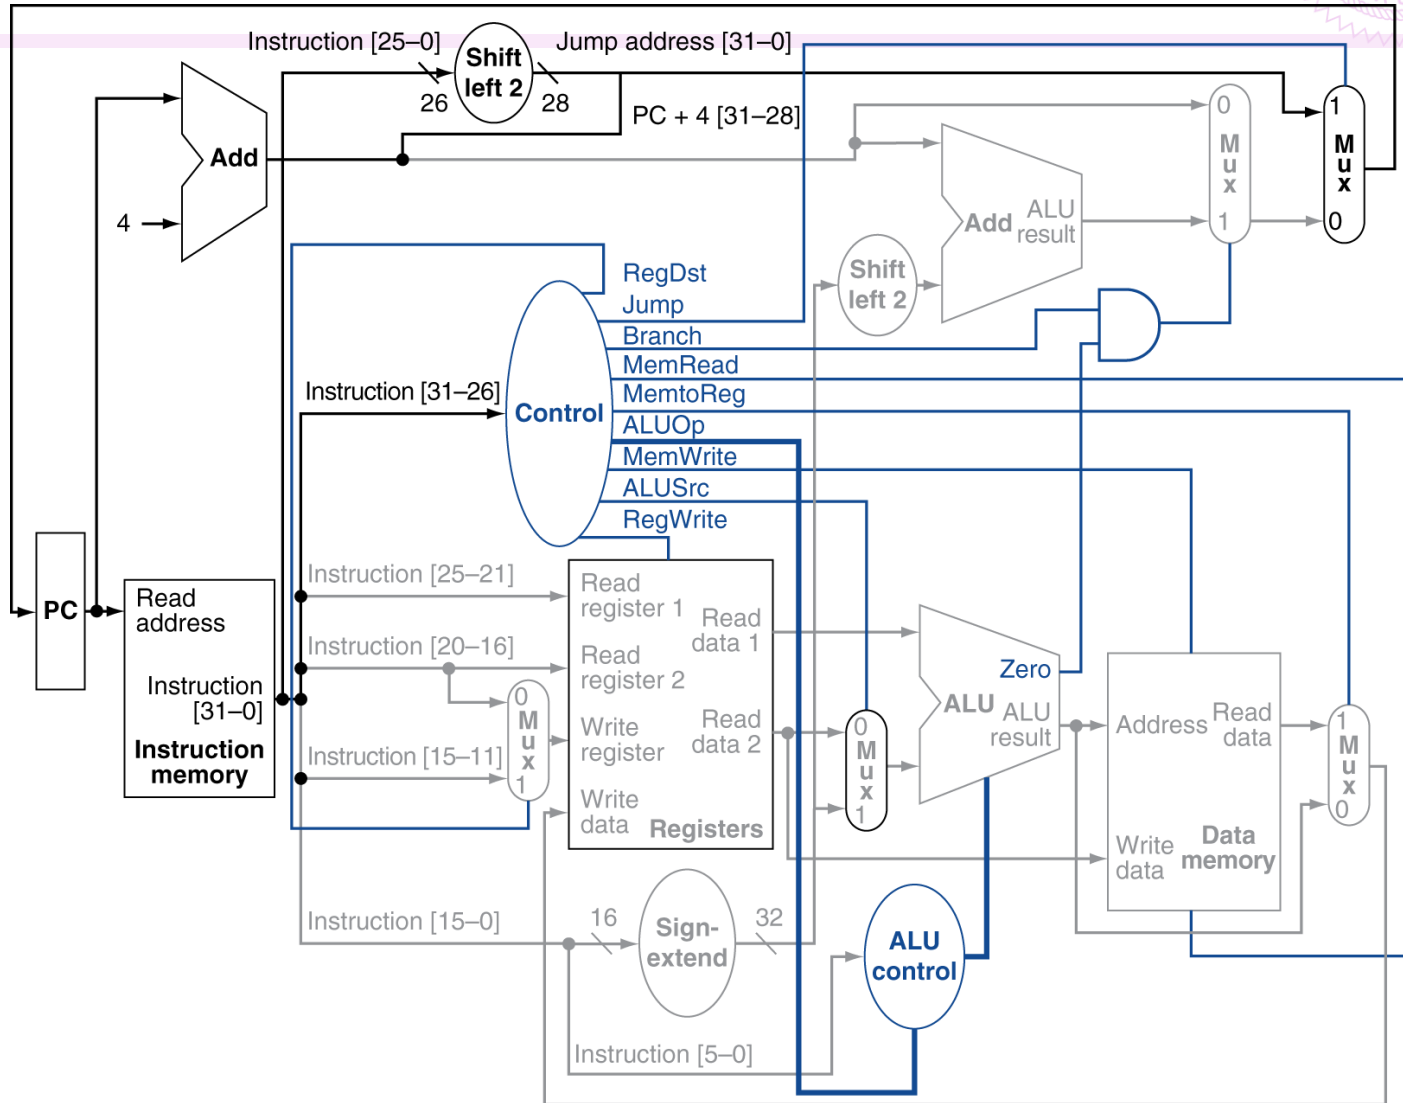 Instruction [25–0]
Shift
left 2
Jump address [31–0]
26
28
PC + 4 [31–28]
Add
4
0
M
u
x
1
1
M
u
x
0
Add
ALU
result
Shift
left 2
RegDst
Jump
Branch
MemRead
MemtoReg
ALUOp
MemWrite
ALUSrc
RegWrite
Instruction [31–26]
Control
PC
Read
address
Instruction
[31–0]
Instruction
memory
Instruction [25–21]
Instruction [20–16]
Instruction [15–11]
0
M
u
x
1
Read
register 1
Read
register 2
Write
register
Write
data
Read
data 1
Read
data 2
Registers
0
M
u
x
1
Zero
ALU
ALU
result
Address
Read
data
Write
data
Data
memory
1
M
u
x
0
Instruction [15–0]
16
Sign-
extend
32
ALU
control
Instruction [5–0]